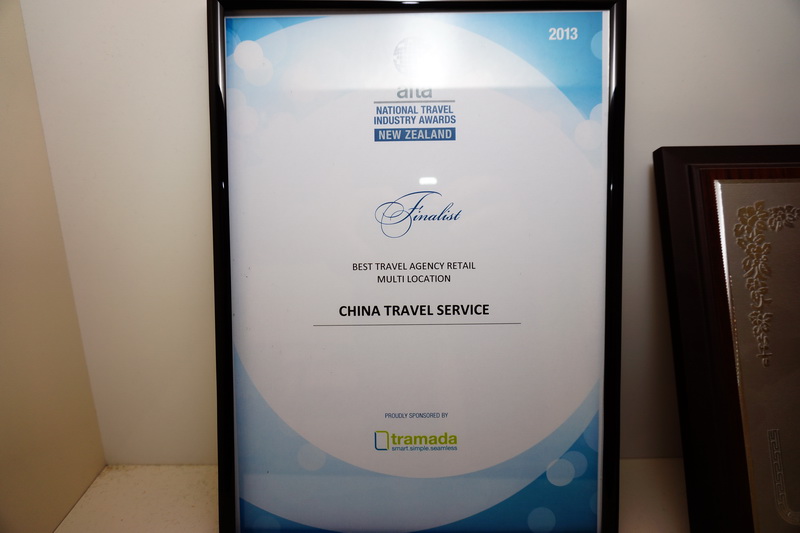 2013
aita
NATIONAL TRAVEL
INDUSTRY AWARDS
NEW ZEALAND
Finalist
BEST TRAVEL AGENCY RETAIL
MULTI LOCATION
CHINA TRAVEL SERVICE
PROUDLY SPONSORED BY
tramada
smart.simple.seamless